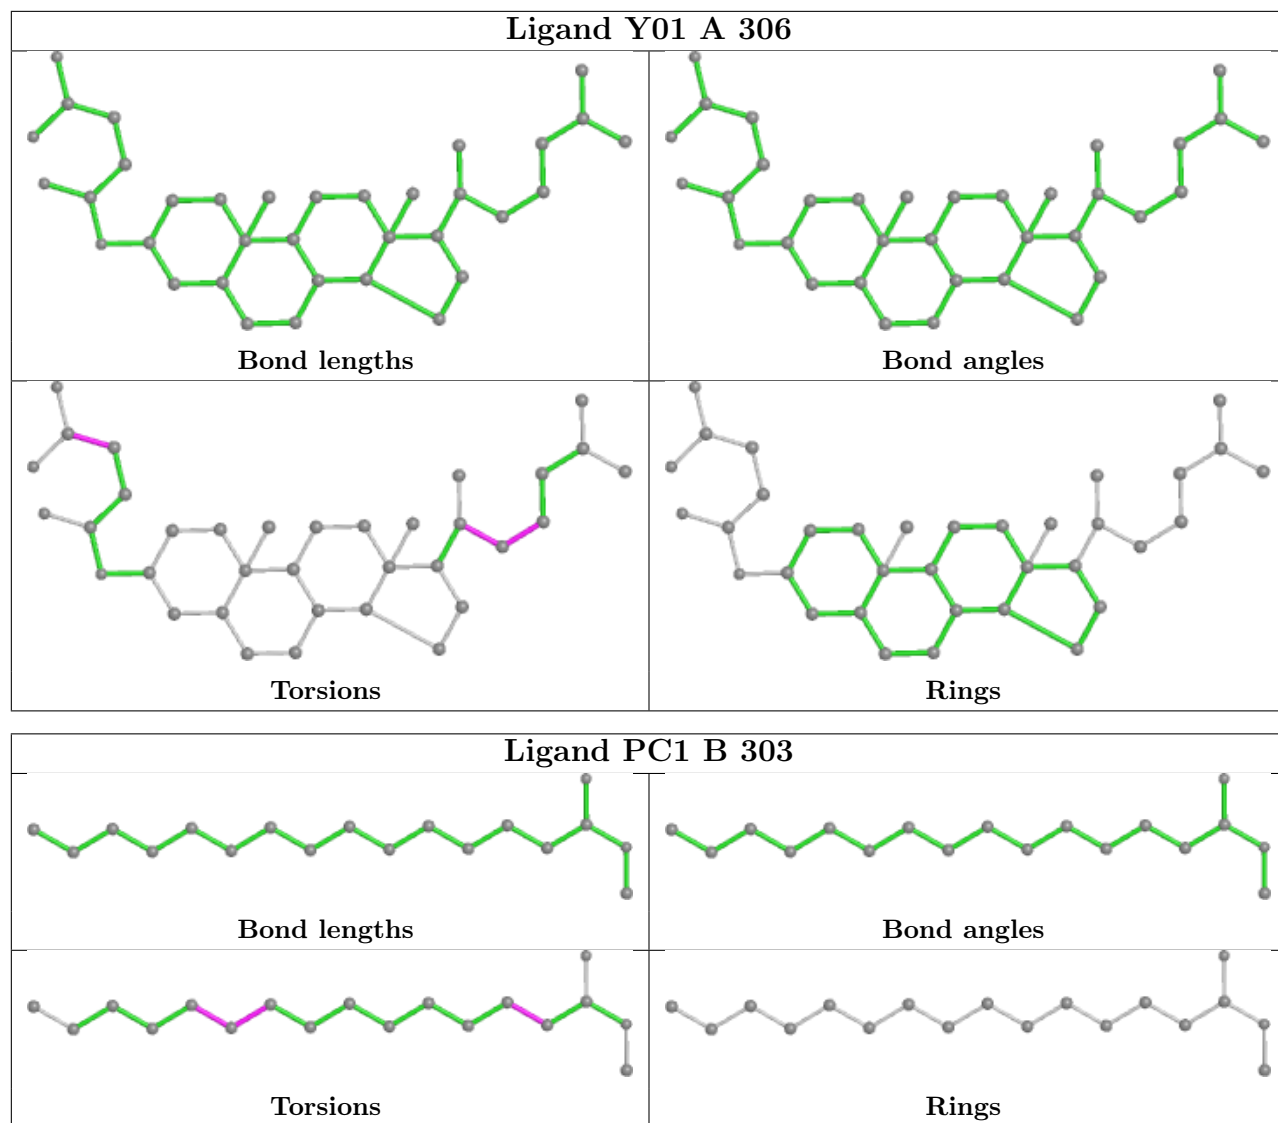 Ligand Y01 A 306
Bond lengths
Bond angles
Torsions
Rings
Ligand PC1 B 303
Bond lengths
Bond angles
Torsions
Rings